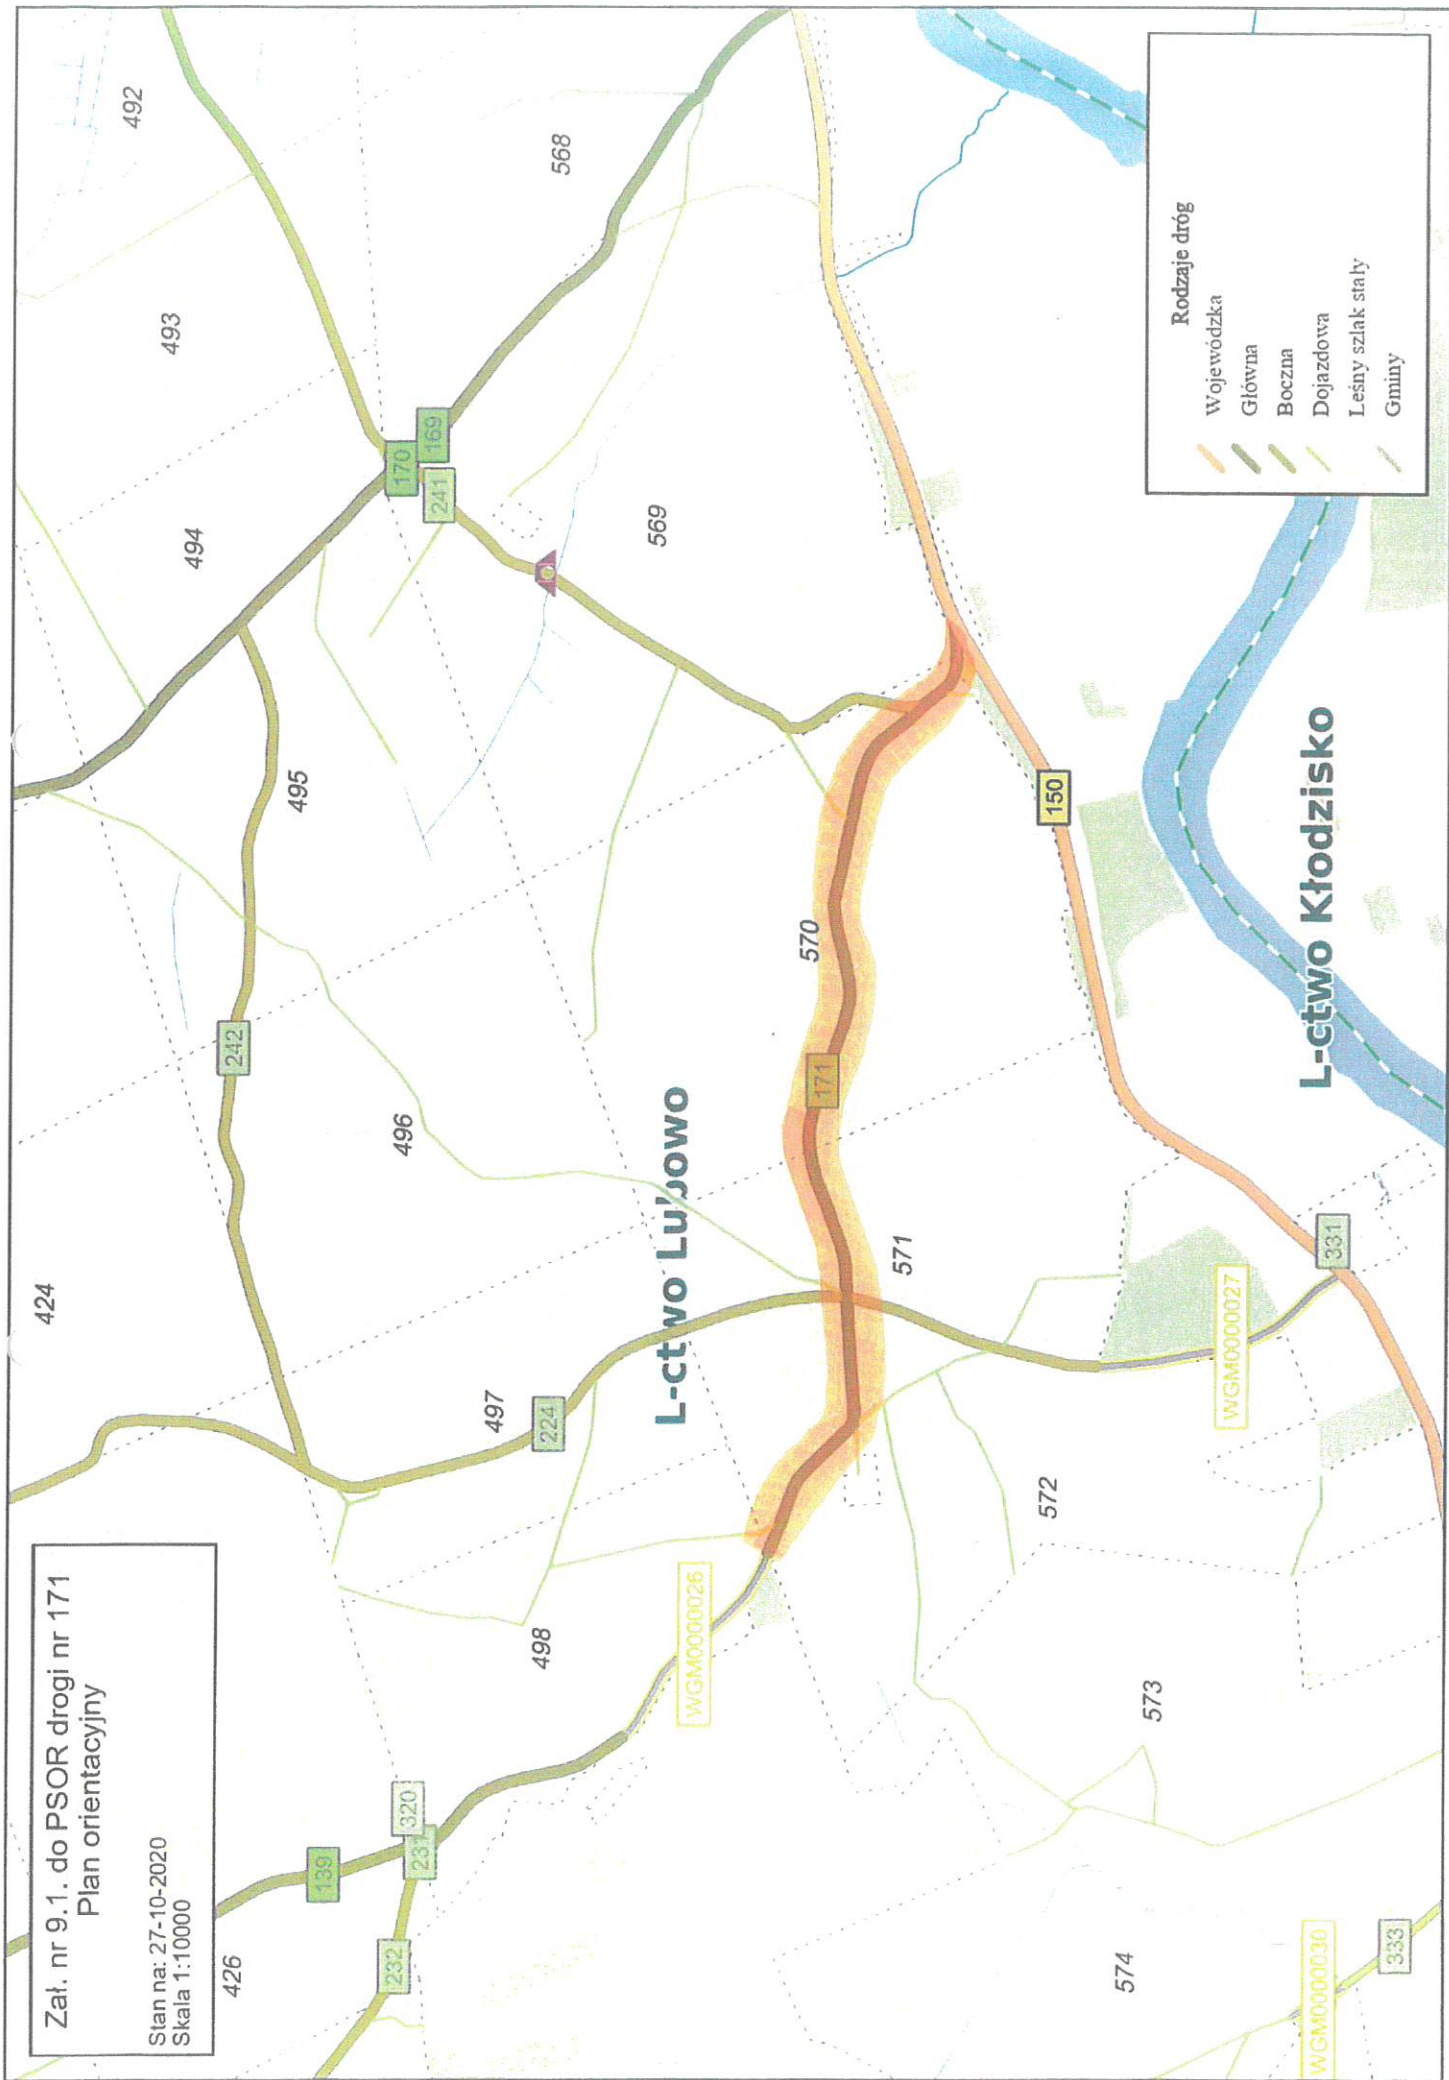 Zał. nr 9.1. do PSOR drogi nr 171
Plan orientacyjny
Stan na: 27-10-2020
Skala 1:10000
424
492
493
494
495
496
497
498
426
568
569
570
571
572
573
574
139
320
231
232
242
224
170
169
241
171
150
331
333
WGM0000026
WGM0000027
WGM0000030
L-ctwo Lubowo
L-ctwo Kłodzisko
Rodzaje dróg
Wojewódzka
Główna
Boczna
Dojazdowa
Leśny szlak stały
Gminy